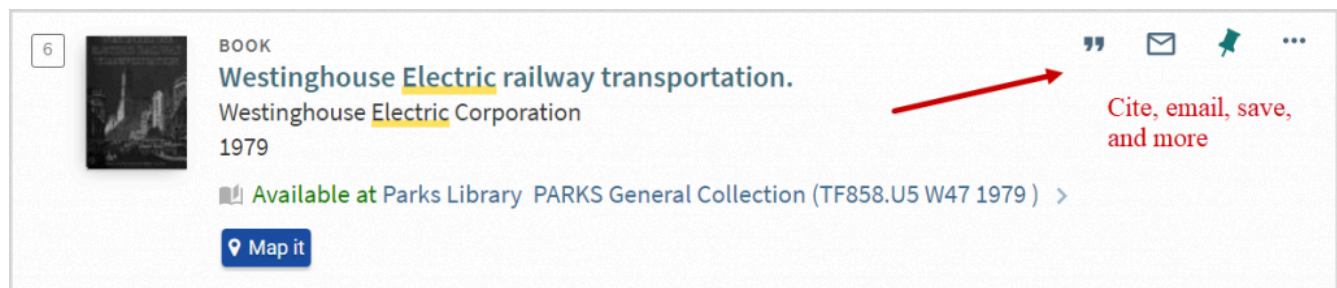 6
BOOK
Westinghouse Electric railway transportation.
Westinghouse Electric Corporation
1979
Available at Parks Library PARKS General Collection (TF858.U5 W47 1979 ) >
Map it
Cite, email, save,
and more